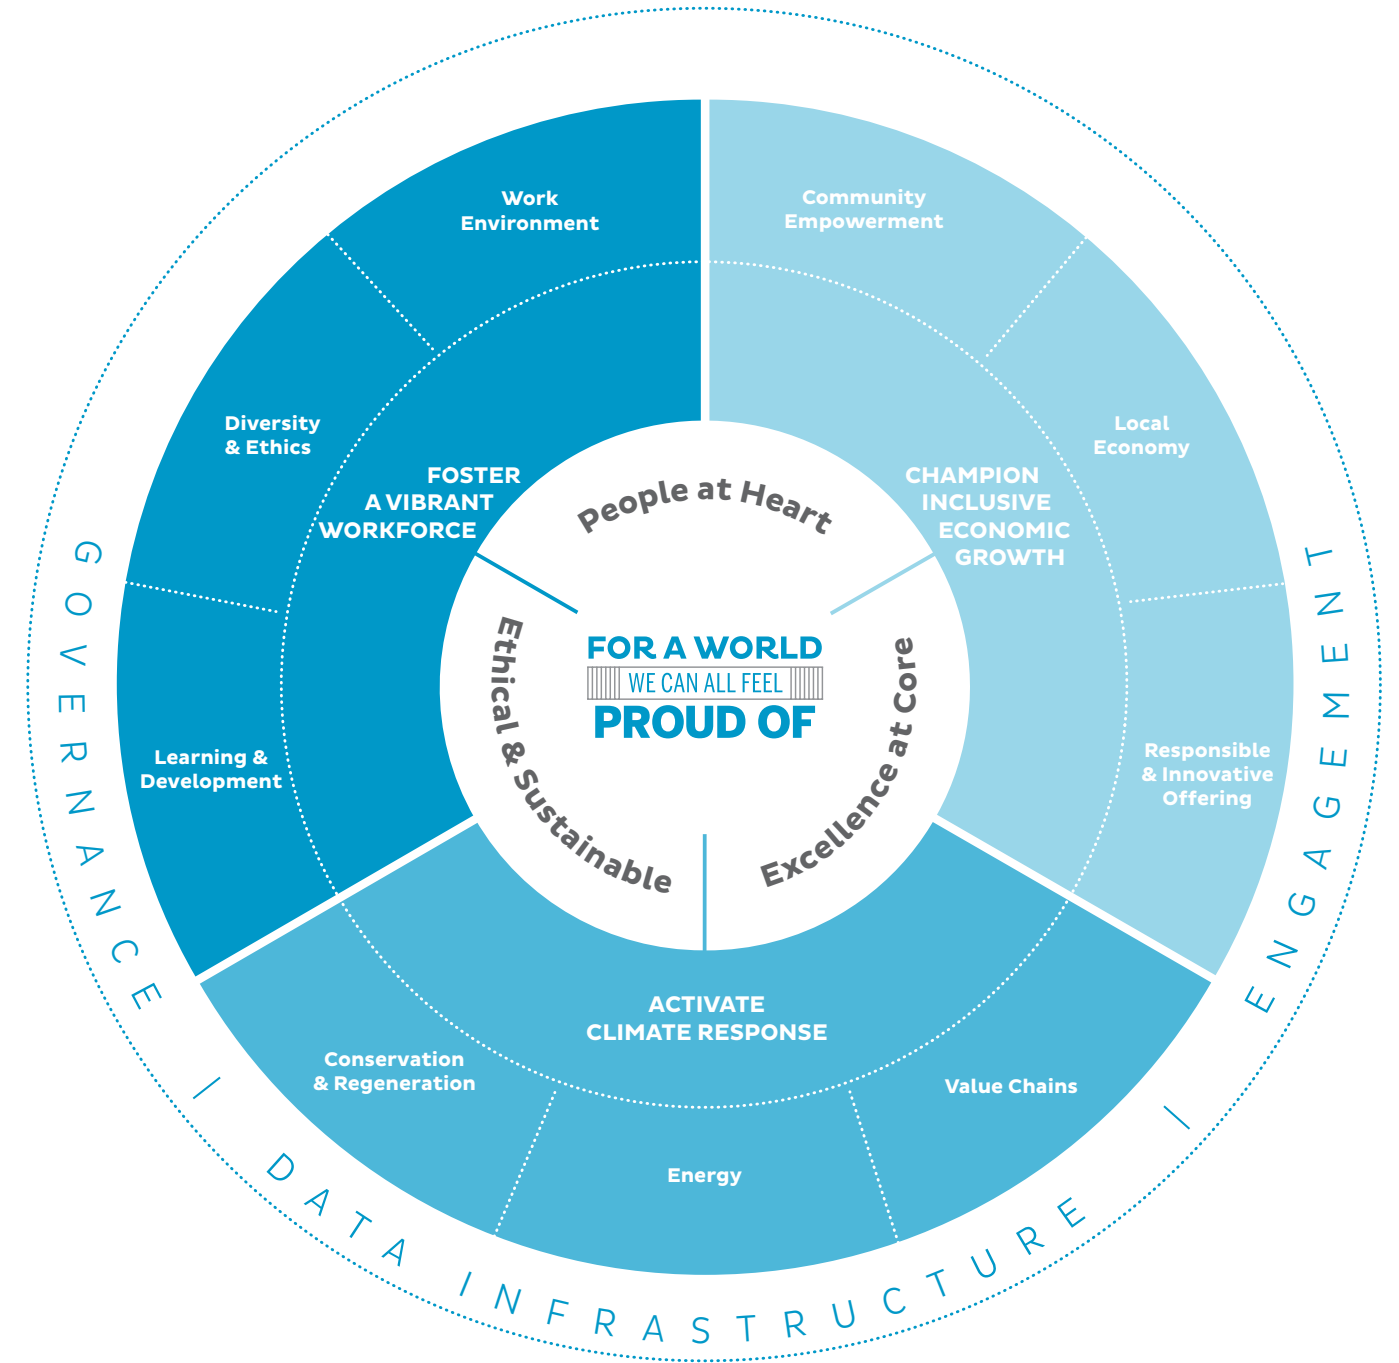 Work
Environment
Community
Empowerment
Diversity
& Ethics
Local
Economy
FOSTER
A VIBRANT
WORKFORCE
CHAMPION
INCLUSIVE
ECONOMIC
GROWTH
Learning &
Development
Responsible
& Innovative
Offering
People at Heart
Ethical & Sustainable
Excellence at Core
FOR A WORLD
WE CAN ALL FEEL
PROUD OF
ACTIVATE
CLIMATE RESPONSE
Conservation
& Regeneration
Energy
Value Chains
GOVERNANCE | DATA INFRASTRUCTURE | ENGAGEMENT